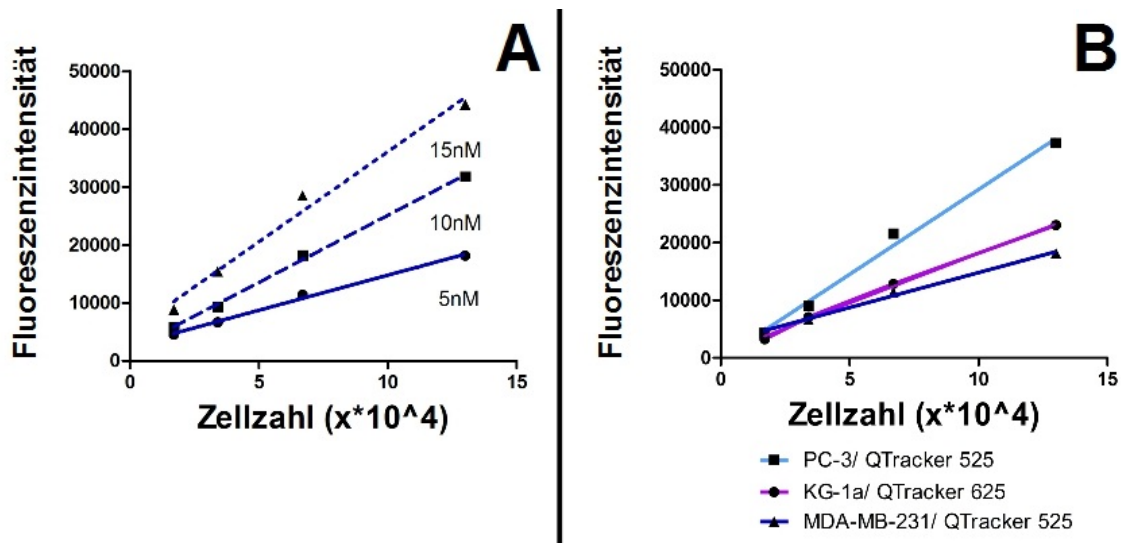 A
Fluoreszenzintensität
50000
40000
30000
20000
10000
0
15nM
10nM
5nM
0
5
10
15
Zellzahl (x*10^4)
B
Fluoreszenzintensität
50000
40000
30000
20000
10000
0
0
5
10
15
Zellzahl (x*10^4)
PC-3/ QTracker 525
KG-1a/ QTracker 625
MDA-MB-231/ QTracker 525